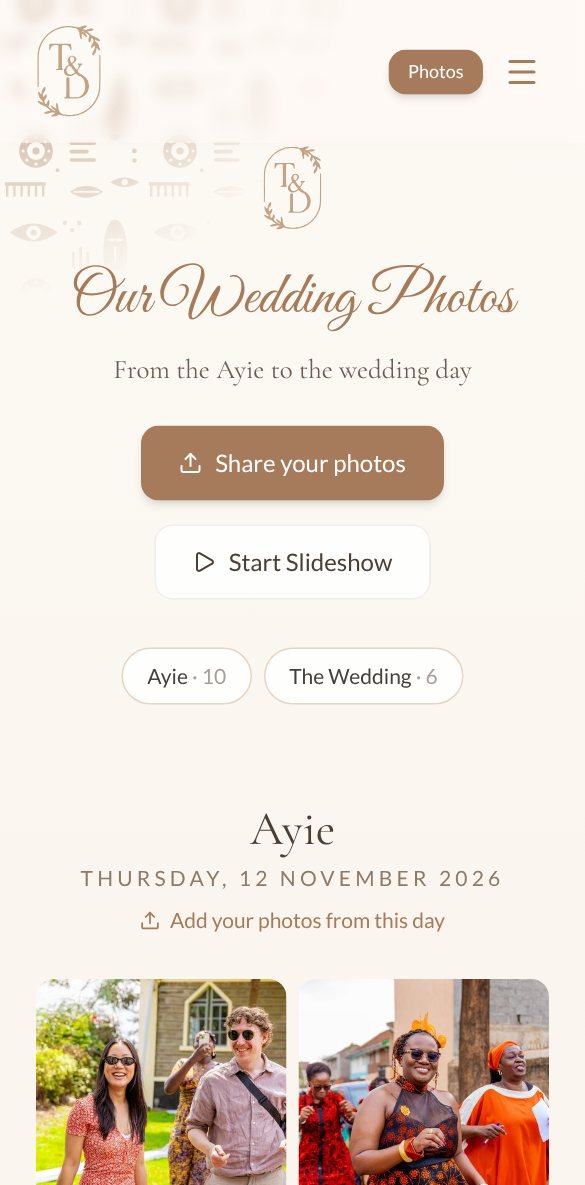 T&D
Photos
T&D
Our Wedding Photos
From the Ayie to the wedding day
Share your photos
Start Slideshow
Ayie · 10
The Wedding · 6
Ayie
THURSDAY, 12 NOVEMBER 2026
Add your photos from this day